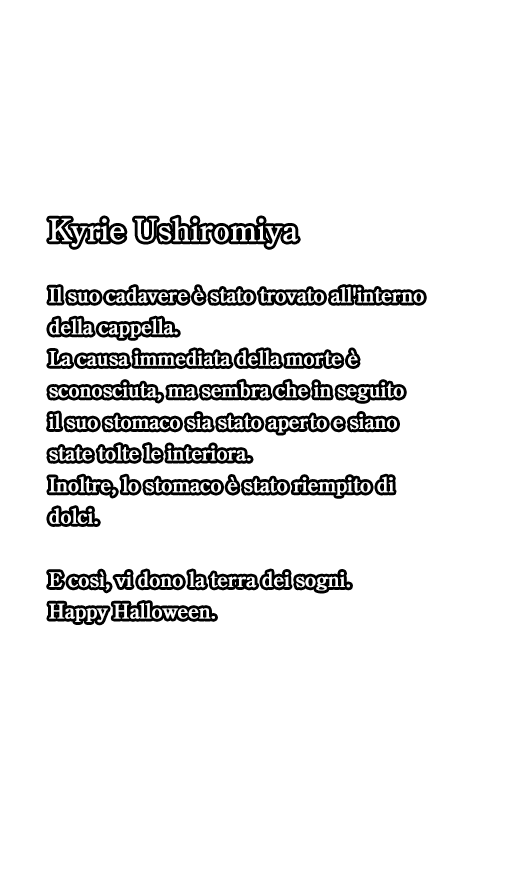 Kyrie Ushiromiya
Il suo cadavere è stato trovato all'interno
della cappella.
La causa immediata della morte è
sconosciuta, ma sembra che in seguito
il suo stomaco sia stato aperto e siano
state tolte le interiora.
Inoltre, lo stomaco è stato riempito di
dolci.
E così, vi dono la terra dei sogni.
Happy Halloween.